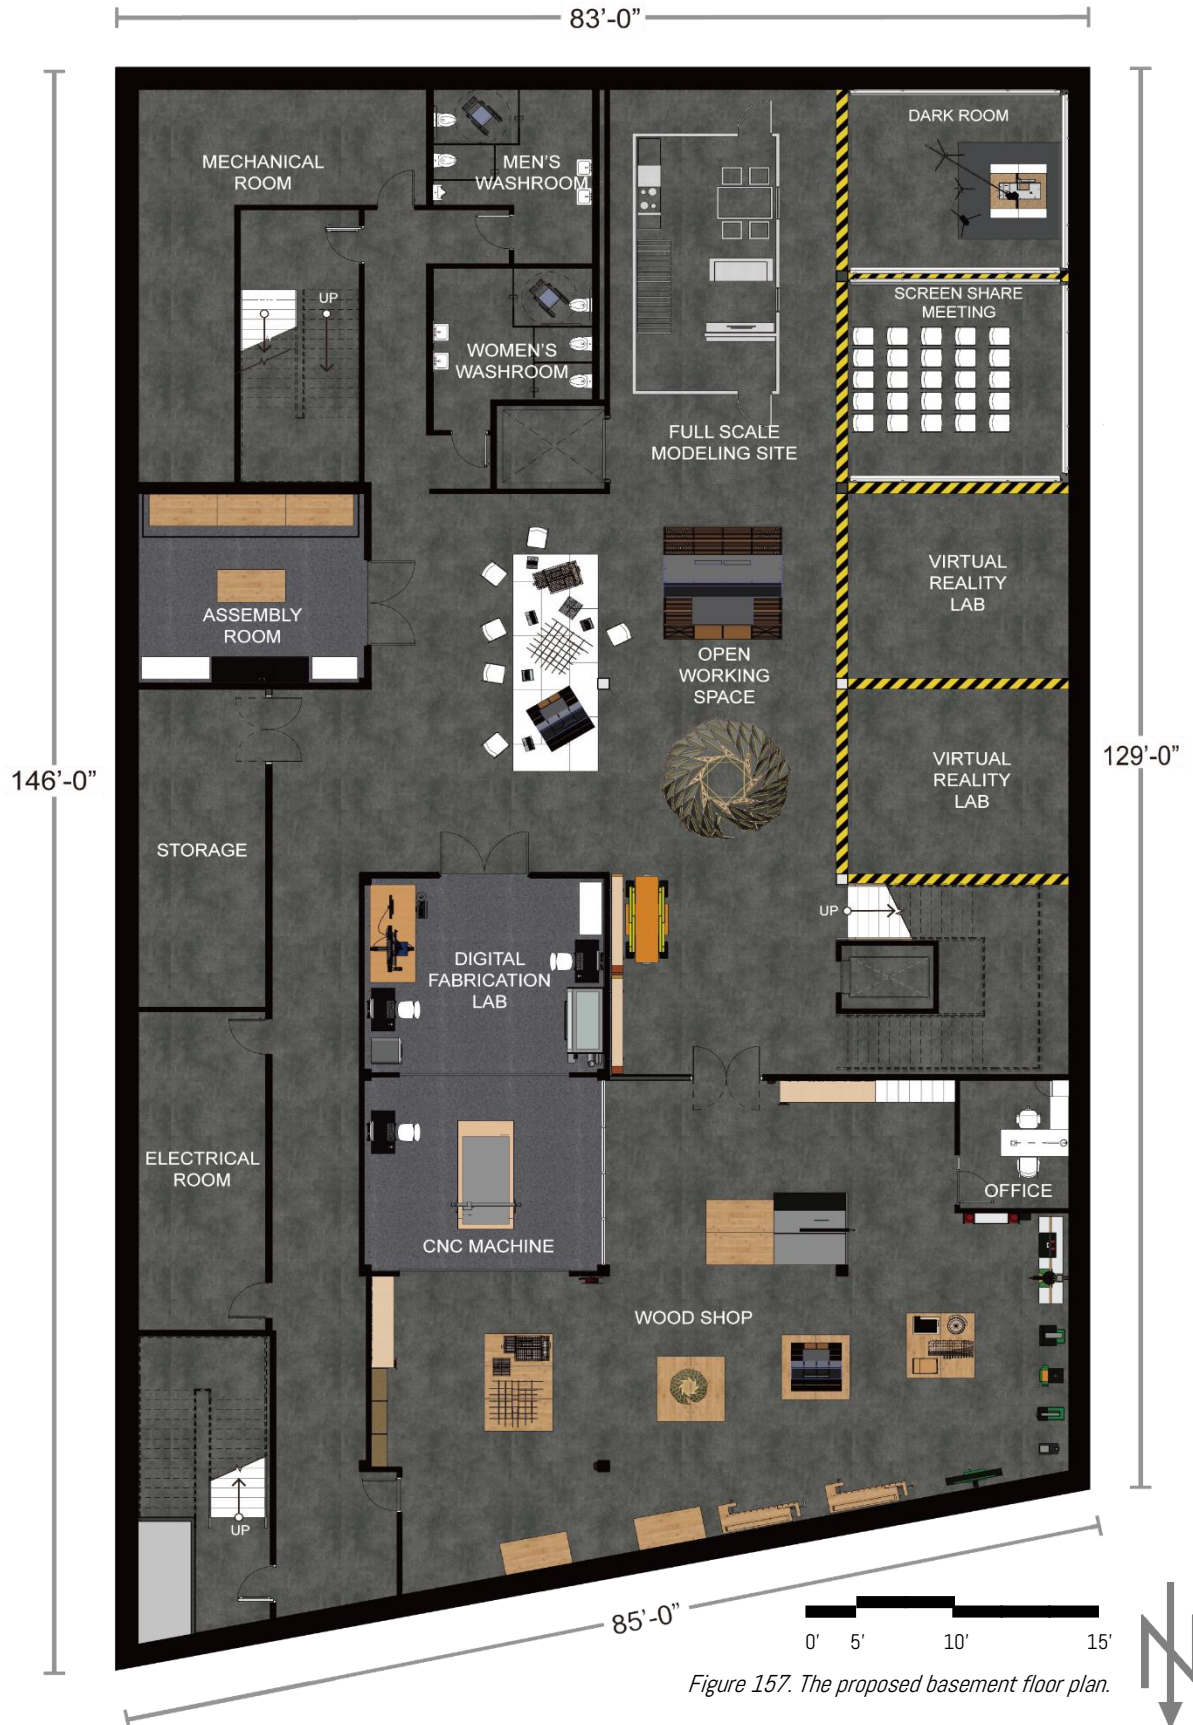 83'-0"
DARK ROOM
MECHANICAL
ROOM
MEN'S
WASHROOM
UP
SCREEN SHARE
MEETING
WOMEN'S
WASHROOM
FULL SCALE
MODELING SITE
VIRTUAL
REALITY
LAB
ASSEMBLY
ROOM
OPEN
WORKING
SPACE
146'-0"
129'-0"
VIRTUAL
REALITY
LAB
STORAGE
UP
DIGITAL
FABRICATION
LAB
ELECTRICAL
ROOM
OFFICE
CNC MACHINE
WOOD SHOP
UP
85'-0"
0' 5' 10' 15'
Figure 157. The proposed basement floor plan.
N